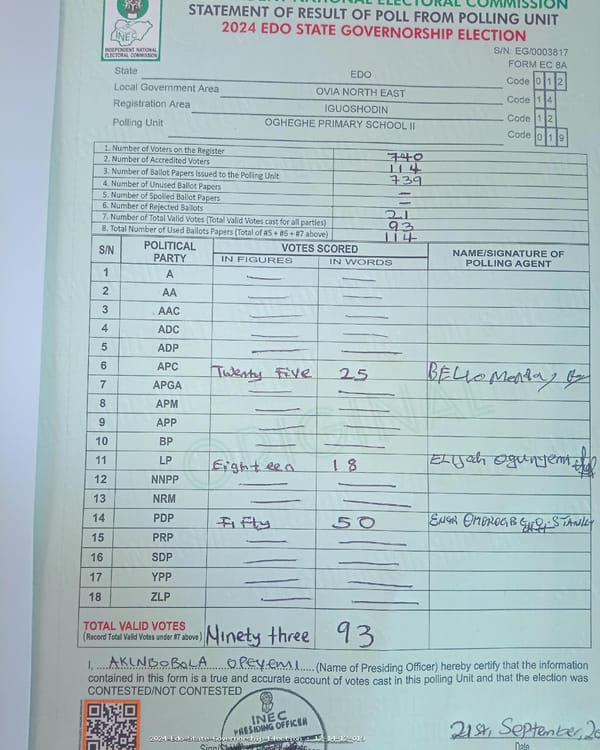 INEC
INDEPENDENT NATIONAL
ELECTORAL COMMISSION
INDEPENDENT NATIONAL ELECTORAL COMMISSION
STATEMENT OF RESULT OF POLL FROM POLLING UNIT
2024 EDO STATE GOVERNORSHIP ELECTION
S/N: EG/0003817
FORM EC 8A
State EDO Code 0 1 2
Local Government Area OVIA NORTH EAST Code 1 4
Registration Area IGUOSHODIN Code 1 2
Polling Unit OGHEGHE PRIMARY SCHOOL II Code 0 1 9
1. Number of Voters on the Register 740
2. Number of Accredited Voters 114
3. Number of Ballot Papers Issued to the Polling Unit 739
4. Number of Unused Ballot Papers =
5. Number of Spoiled Ballot Papers =
6. Number of Rejected Ballots 21
7. Number of Total Valid Votes (Total Valid Votes cast for all parties) 93
8. Total Number of Used Ballots Papers (Total of #5 + #6 + #7 above) 114
S/N POLITICAL PARTY VOTES SCORED NAME/SIGNATURE OF POLLING AGENT
IN FIGURES IN WORDS
1 A
2 AA
3 AAC
4 ADC
5 ADP
6 APC Twenty Five 25 BELLO Monday
7 APGA
8 APM
9 APP
10 BP
11 LP Eighteen 18 ELIJah Ogunyemi
12 NNPP
13 NRM
14 PDP Fifty 50 ENGR STANLEY
15 PRP
16 SDP
17 YPP
18 ZLP
TOTAL VALID VOTES Ninety three 93
(Record Total Valid Votes under #7 above)
I, AKINBOBOLA OPEYEMI (Name of Presiding Officer) hereby certify that the information
contained in this form is a true and accurate account of votes cast in this polling Unit and that the election was
CONTESTED/NOT CONTESTED
INEC
PRESIDING OFFICER
21st, September, 20
Date